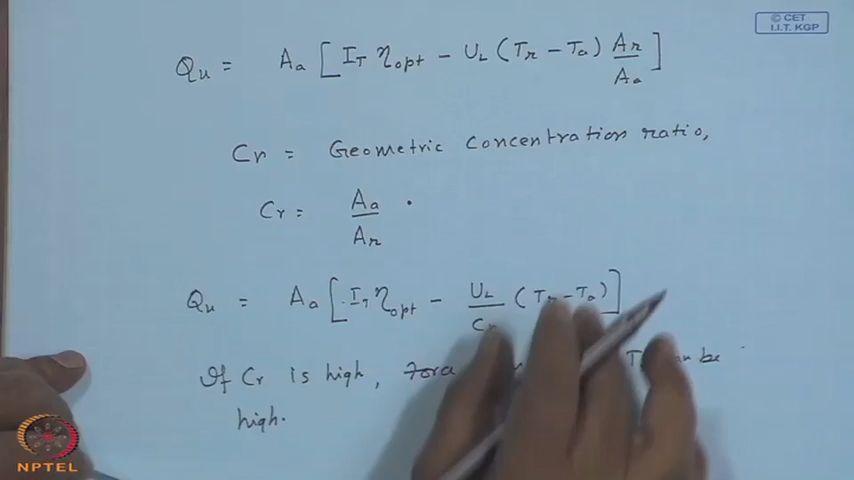 © CET
I.I.T. KGP
Qu = Aa [ IT ηopt − UL (Tr − Ta) Ar/Aa ]
Cr = Geometric Concentration ratio,
Cr = Aa/Ar .
Qu = Aa [ IT ηopt − UL/Cr (Tr − Ta) ]
If Cr is high, be
high.
NPTEL